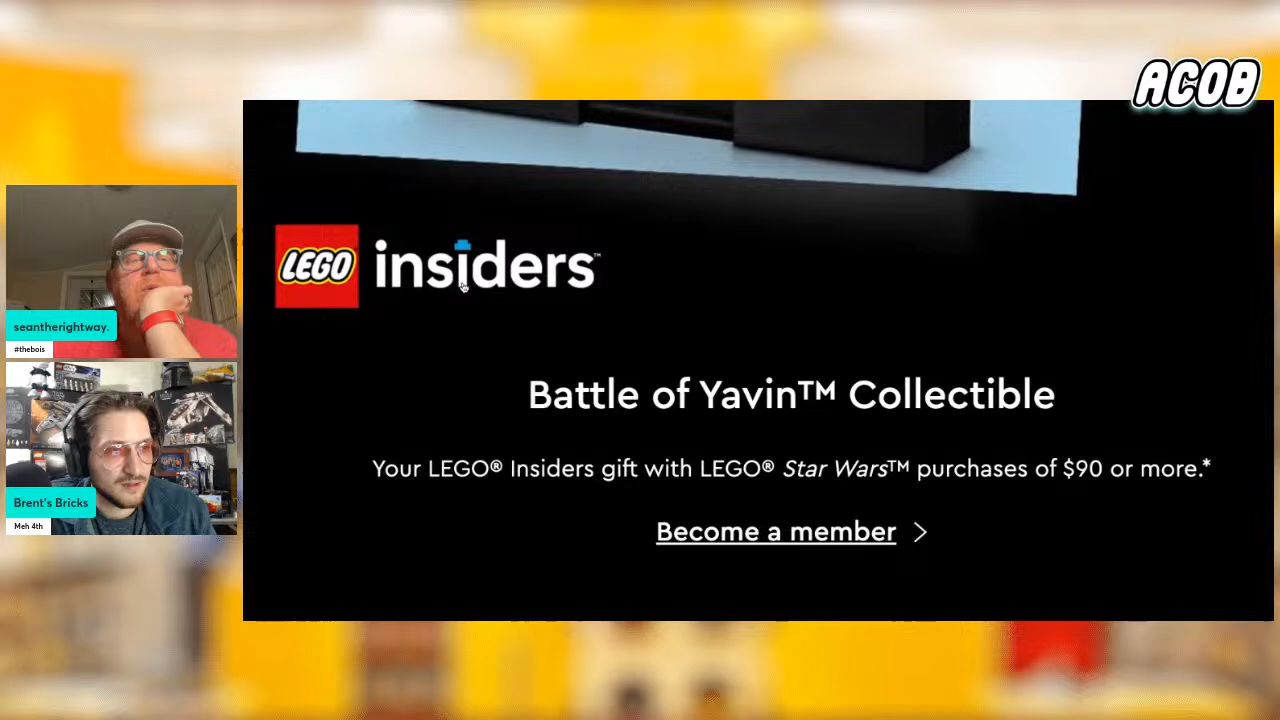 ACOB
LEGO insiders™
seantherightway.
#thebois
Battle of Yavin™ Collectible
Your LEGO® Insiders gift with LEGO® Star Wars™ purchases of $90 or more.*
Brent's Bricks
Meh 4th
Become a member